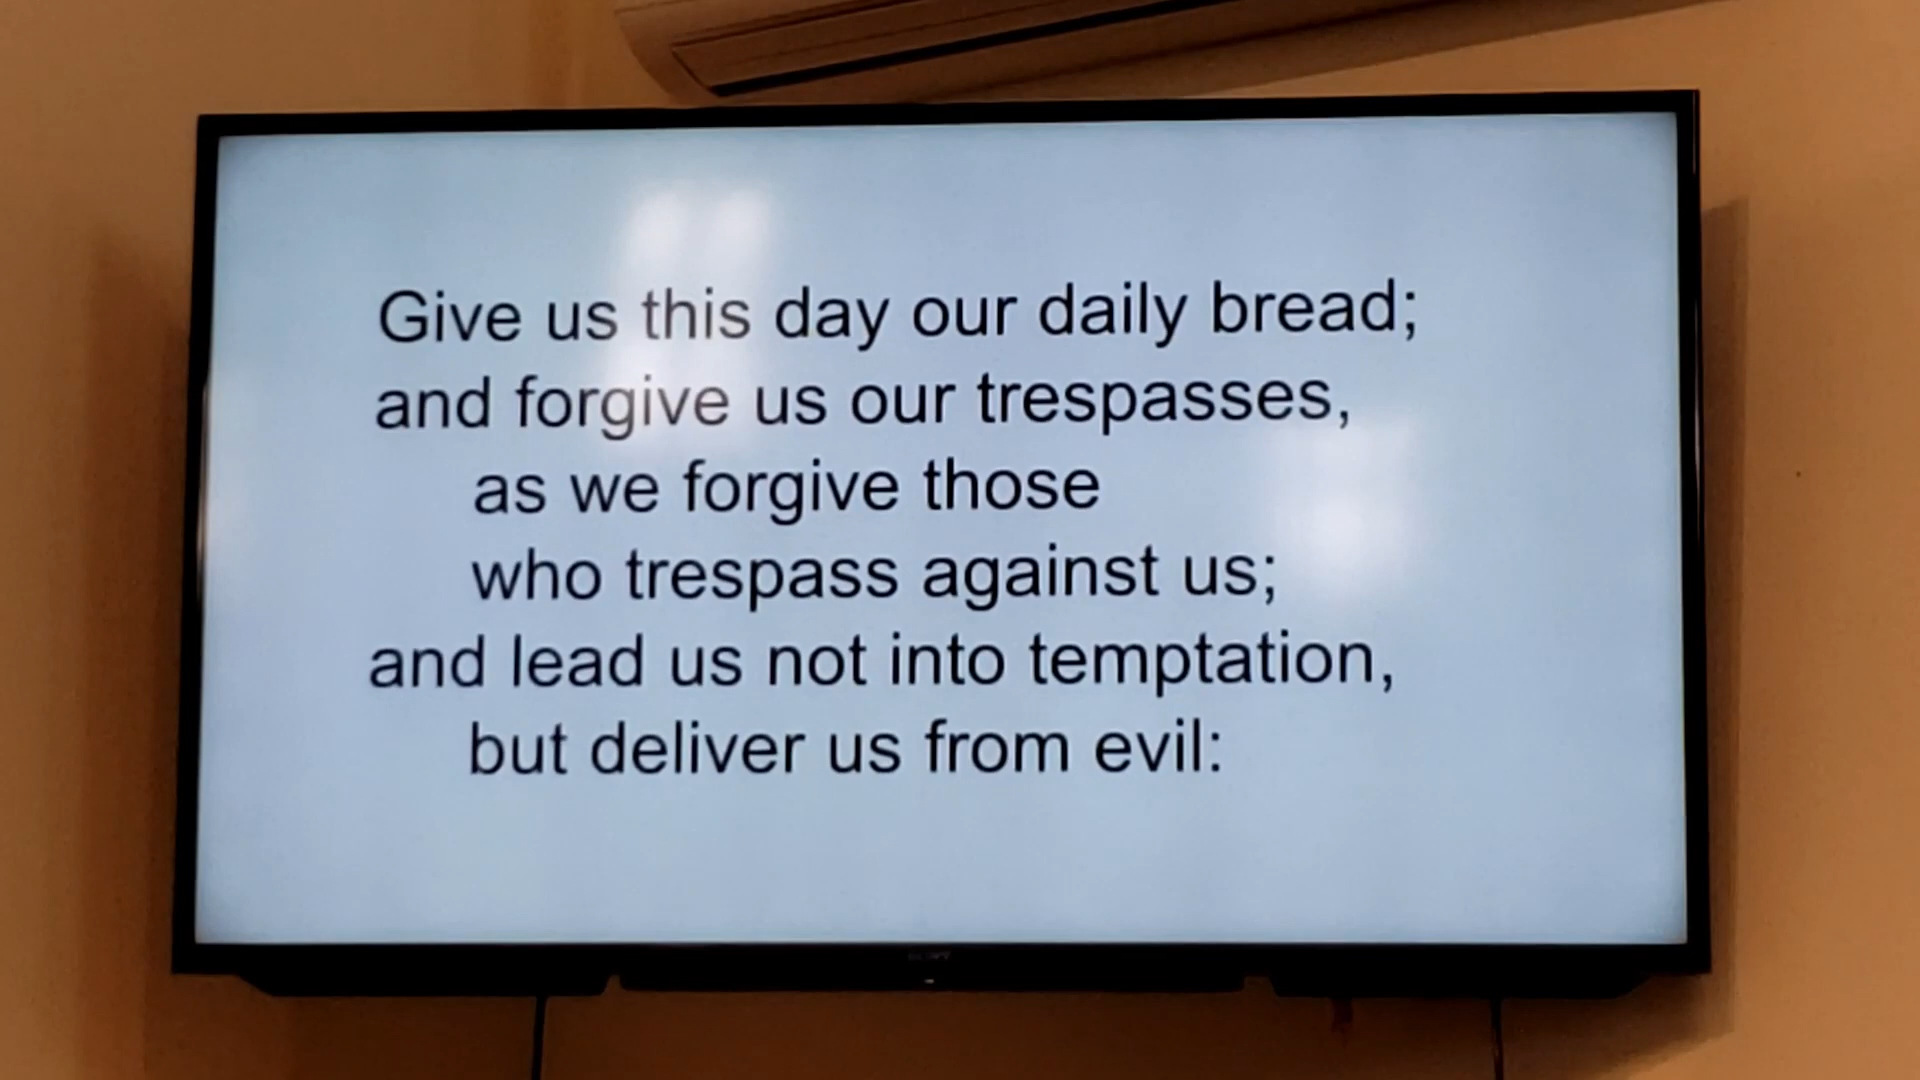 Give us this day our daily bread;
and forgive us our trespasses,
as we forgive those
who trespass against us;
and lead us not into temptation,
but deliver us from evil: